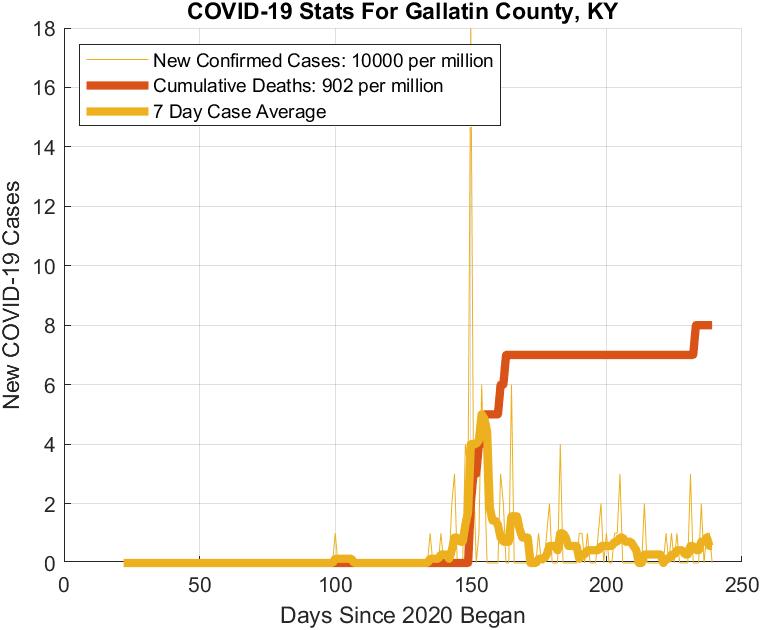 COVID-19 Stats For Gallatin County, KY
New Confirmed Cases: 10000 per million
Cumulative Deaths: 902 per million
7 Day Case Average
New COVID-19 Cases
18
16
14
12
10
8
6
4
2
0
0 50 100 150 200 250
Days Since 2020 Began